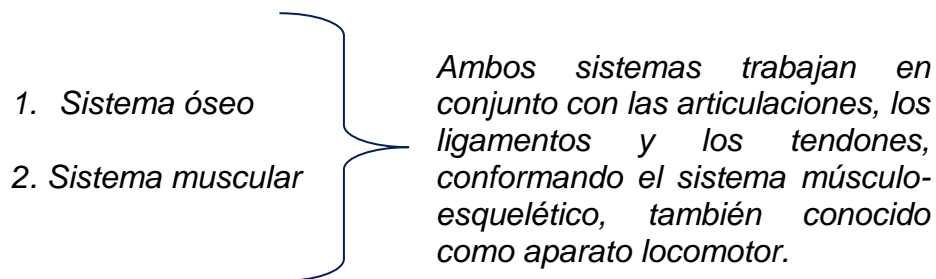 1. Sistema óseo
2. Sistema muscular
Ambos sistemas trabajan en
conjunto con las articulaciones, los
ligamentos y los tendones,
conformando el sistema músculo-
esquelético, también conocido
como aparato locomotor.